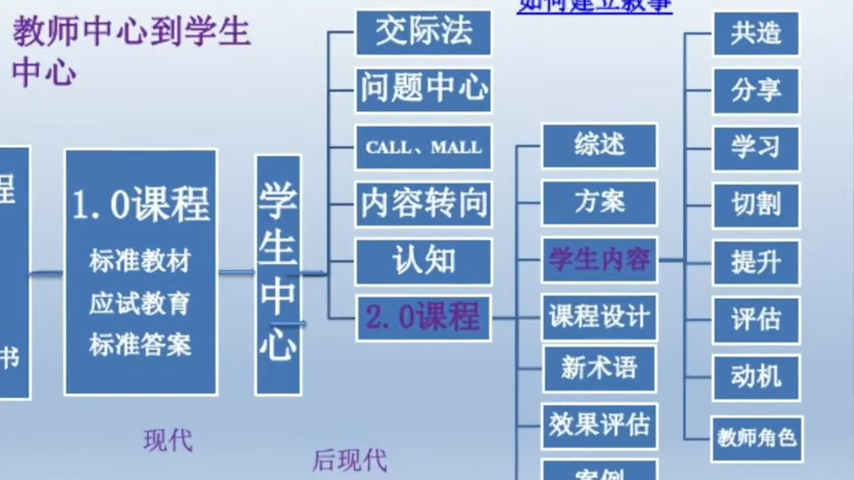 如何建立叙事
教师中心到学生
中心
程
书
1.0课程
标准教材
应试教育
标准答案
学生中心
交际法
问题中心
CALL、MALL
内容转向
认知
2.0课程
综述
方案
学生内容
课程设计
新术语
效果评估
案例
共造
分享
学习
切割
提升
评估
动机
教师角色
现代
后现代